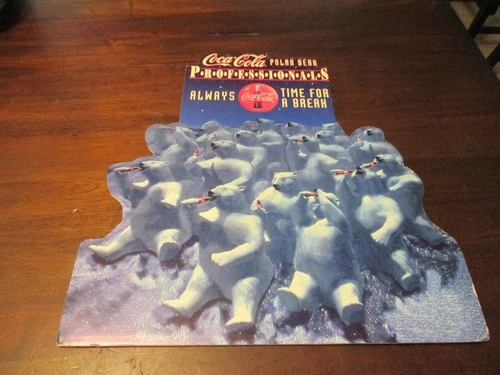 Coca-Cola POLAR BEAR
PROFESSIONALS
ALWAYS Coca-Cola TIME FOR
A BREAK